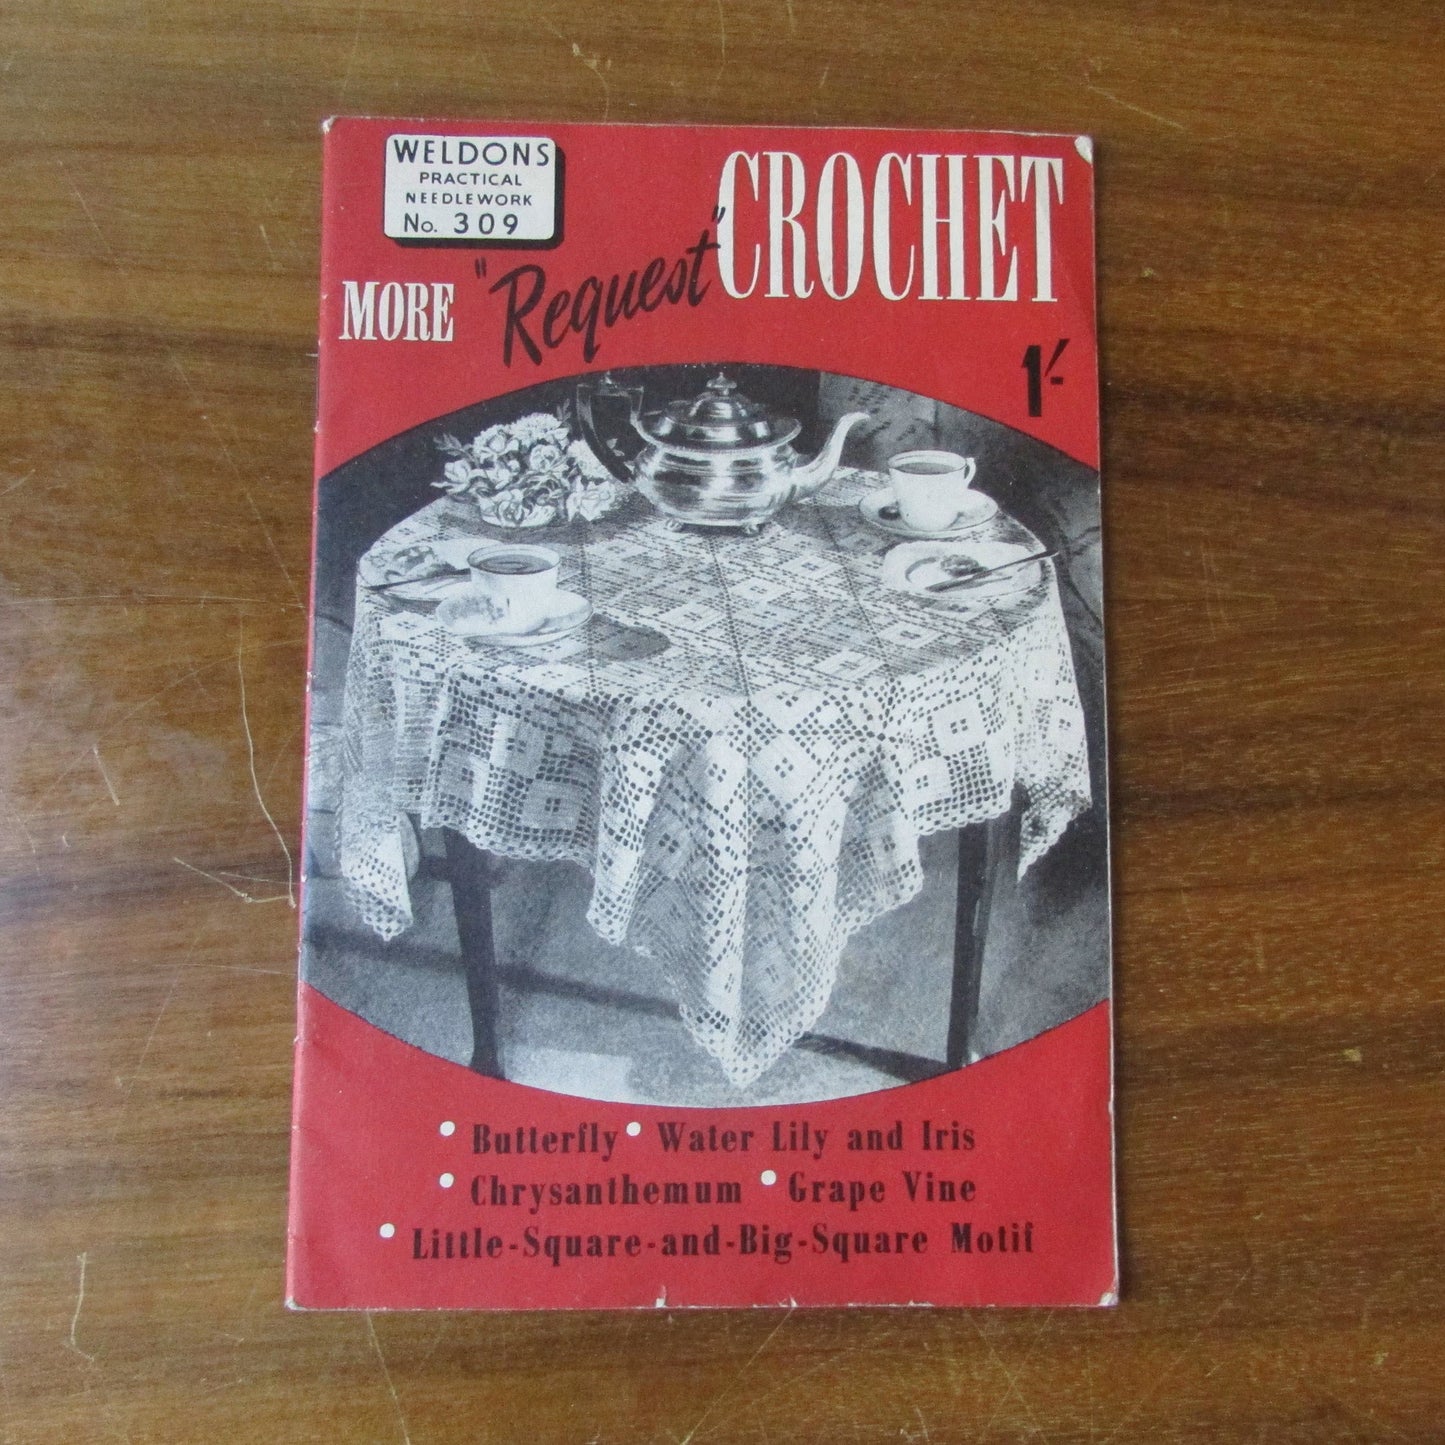 WELDONS
PRACTICAL
NEEDLEWORK
No. 309
MORE "Request" CROCHET
1/-
• Butterfly • Water Lily and Iris
• Chrysanthemum • Grape Vine
• Little-Square-and-Big-Square Motif